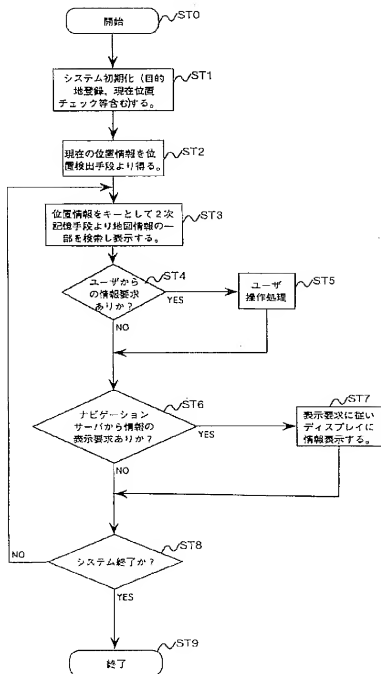 開始
ST0
システム初期化（目的
地登録、現在位置
チェック等含む)する。
ST1
現在の位置情報を位
置検出手段より得る。
ST2
位置情報をキーとして２次
記憶手段より地図情報の一
部を検索し表示する。
ST3
ユーザから
の情報要求
ありか？
ST4
YES
ユーザ
操作処理
ST5
NO
ナビゲーション
サーバから情報の
表示要求ありか？
ST6
YES
表示要求に従い
ディスプレイに
情報表示する。
ST7
NO
システム終了か？
ST8
NO
YES
終了
ST9